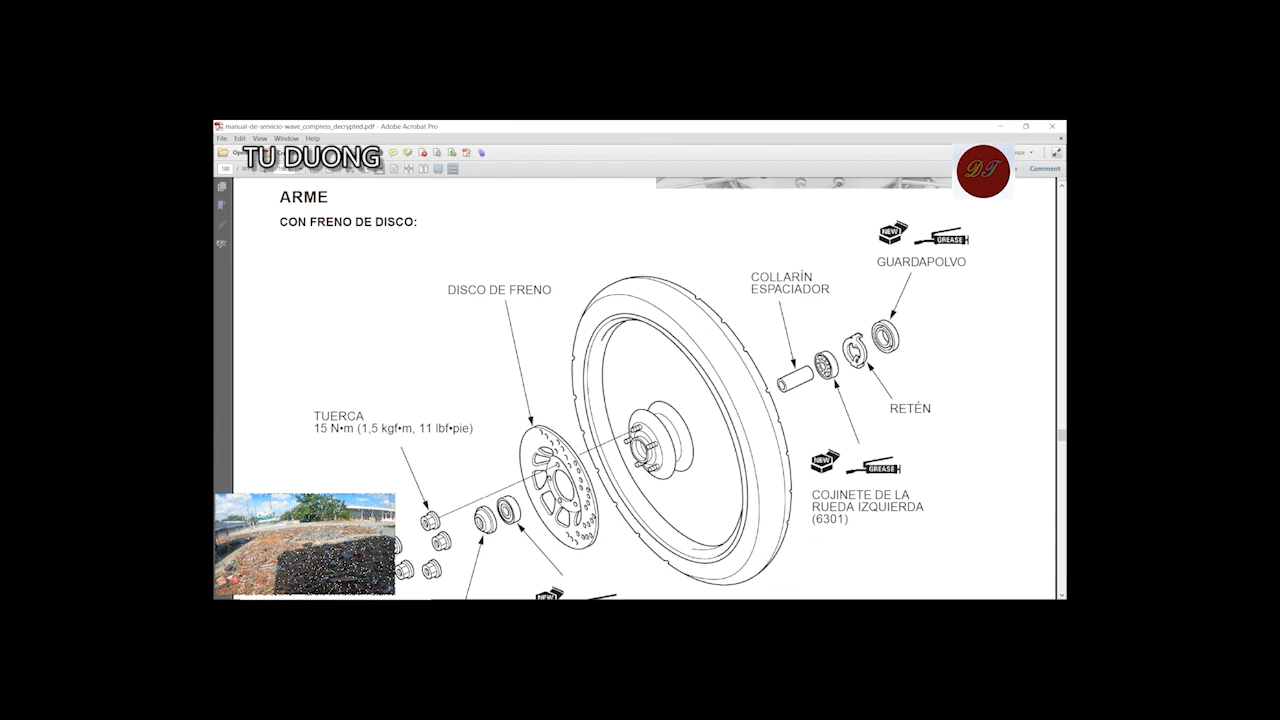 manual-de-servicio-wave_compress_decrypted.pdf - Adobe Acrobat Pro
File Edit View Window Help
TU DUONG
DT
Comment
ARME
CON FRENO DE DISCO:
NEW
GREASE
GUARDAPOLVO
COLLARÍN
ESPACIADOR
DISCO DE FRENO
RETÉN
TUERCA
15 N•m (1,5 kgf•m, 11 lbf•pie)
NEW
GREASE
COJINETE DE LA
RUEDA IZQUIERDA
(6301)
NEW